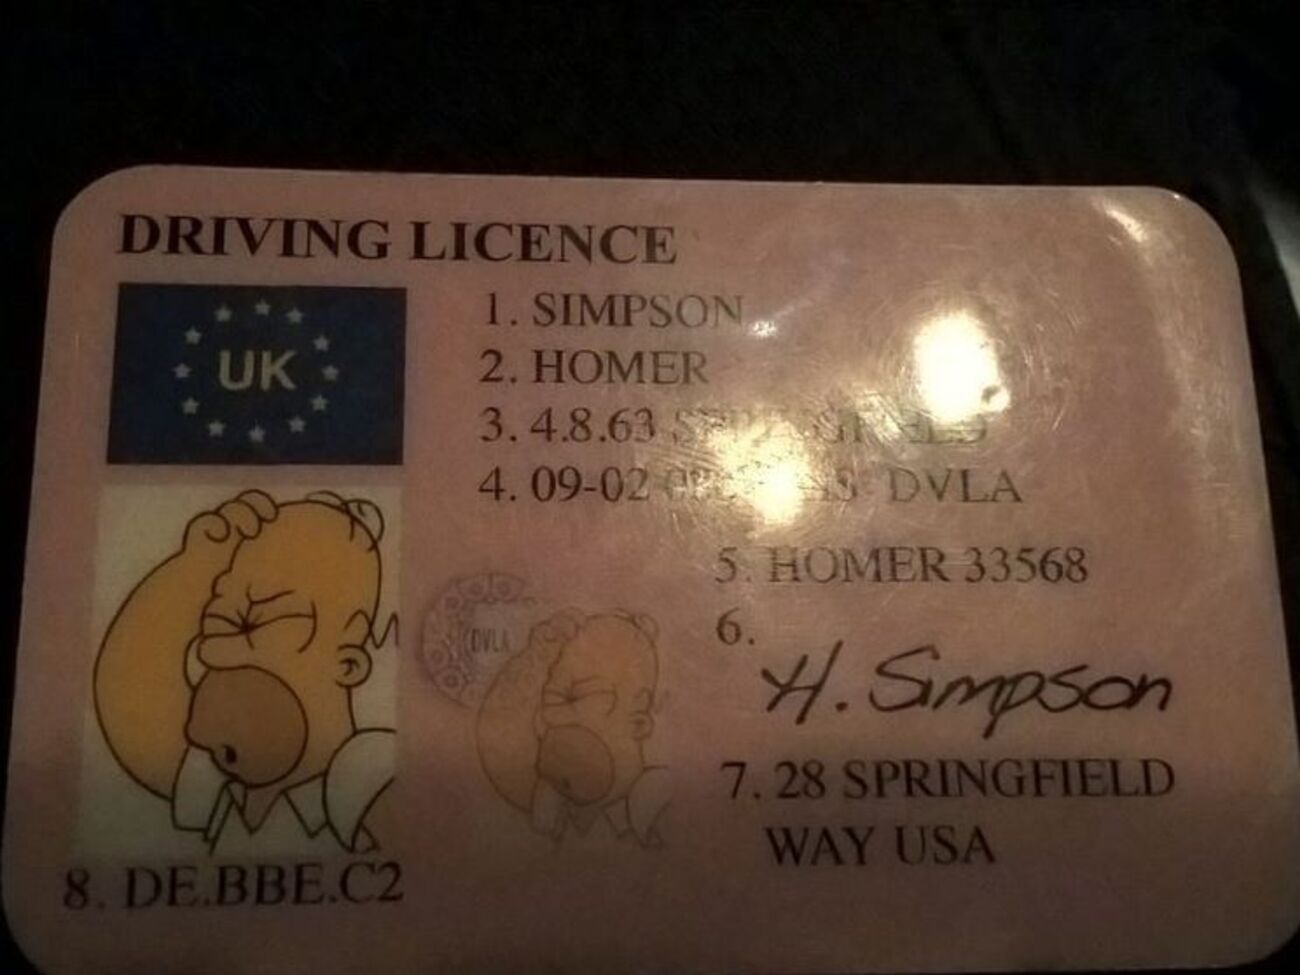 DRIVING LICENCE
UK
1. SIMPSON
2. HOMER
3. 4.8.63
4. 09-02 DVLA
5. HOMER 33568
6.
H. Simpson
7. 28 SPRINGFIELD
WAY USA
DVLA
8. DE.BBE.C2